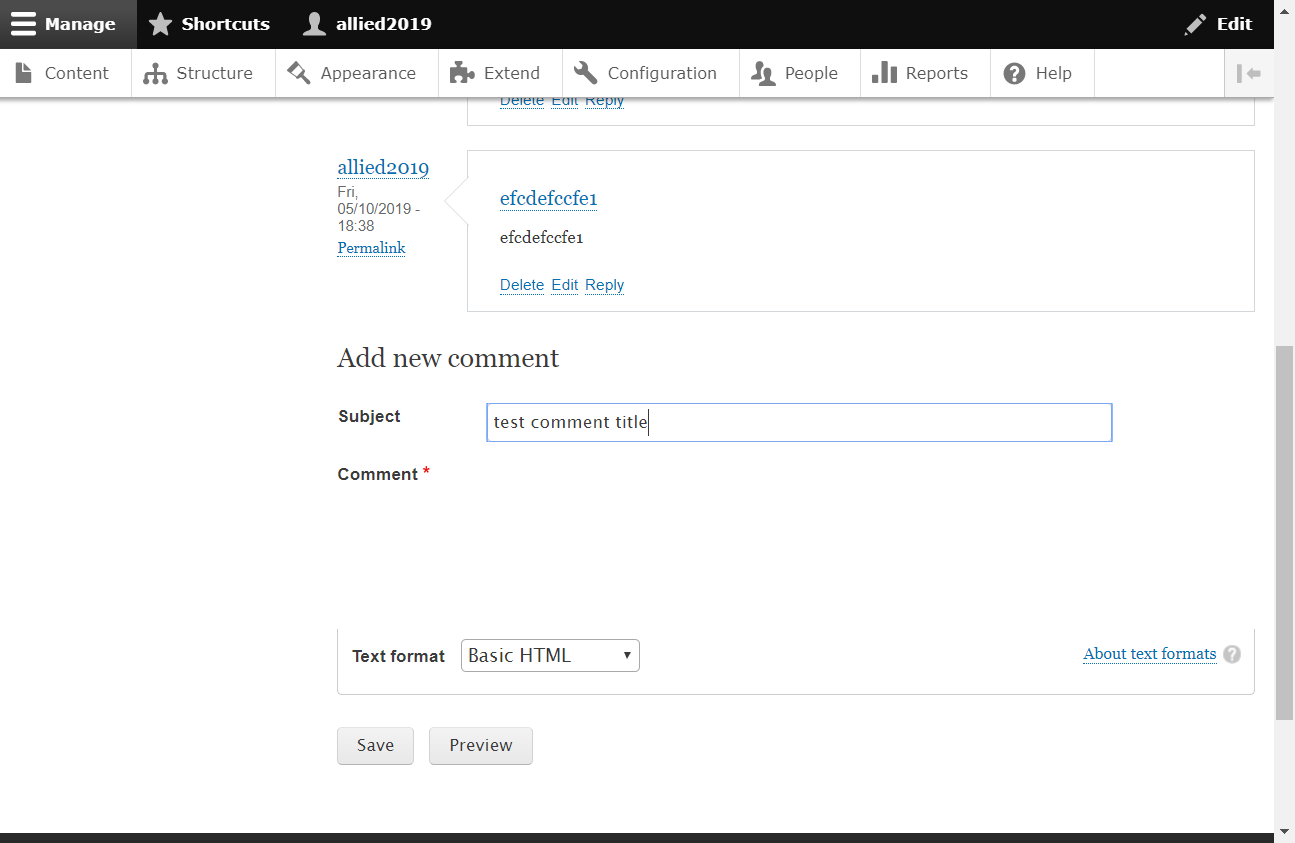 Manage Shortcuts allied2019 Edit
Content Structure Appearance Extend Configuration People Reports Help
Delete Edit Reply
allied2019
Fri,
05/10/2019 -
18:38
Permalink
efcdefccfe1
efcdefccfe1
Delete Edit Reply
Add new comment
Subject test comment title
Comment *
Text format Basic HTML About text formats ?
Save Preview